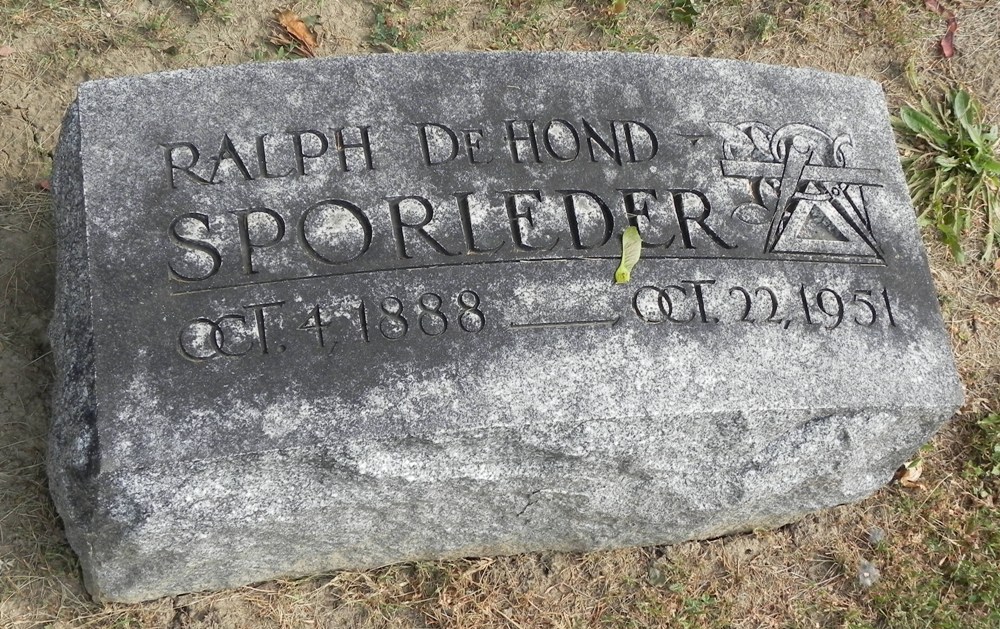 RALPH DE HOND
SPORLEDER
OCT. 4, 1888 — OCT. 22, 1951